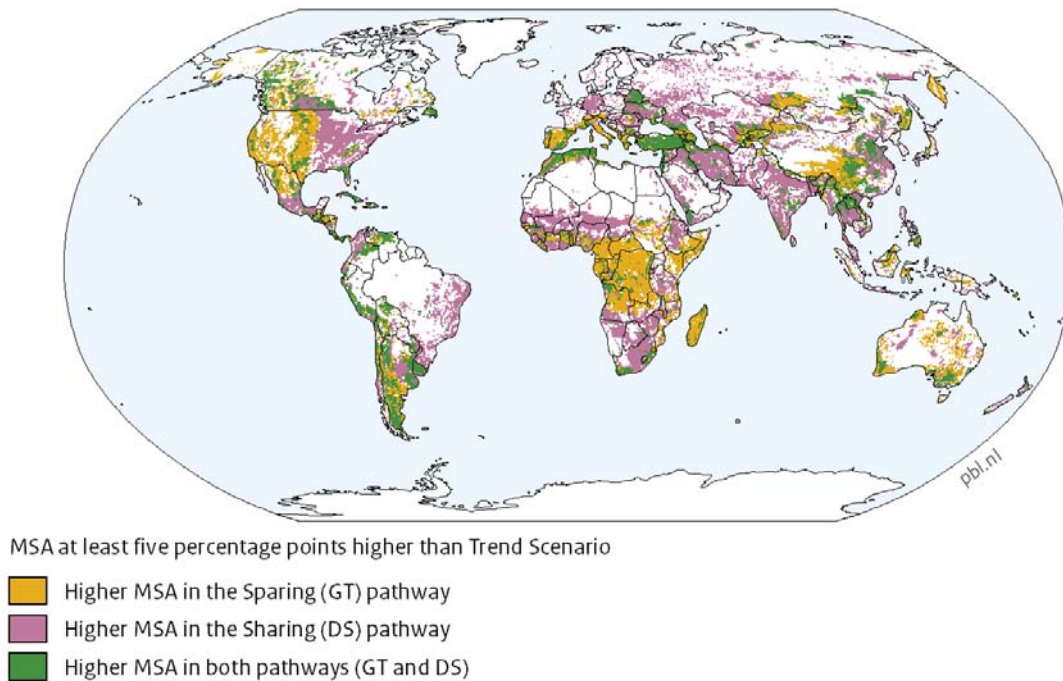 pbl.nl
MSA at least five percentage points higher than Trend Scenario
Higher MSA in the Sparing (GT) pathway
Higher MSA in the Sharing (DS) pathway
Higher MSA in both pathways (GT and DS)